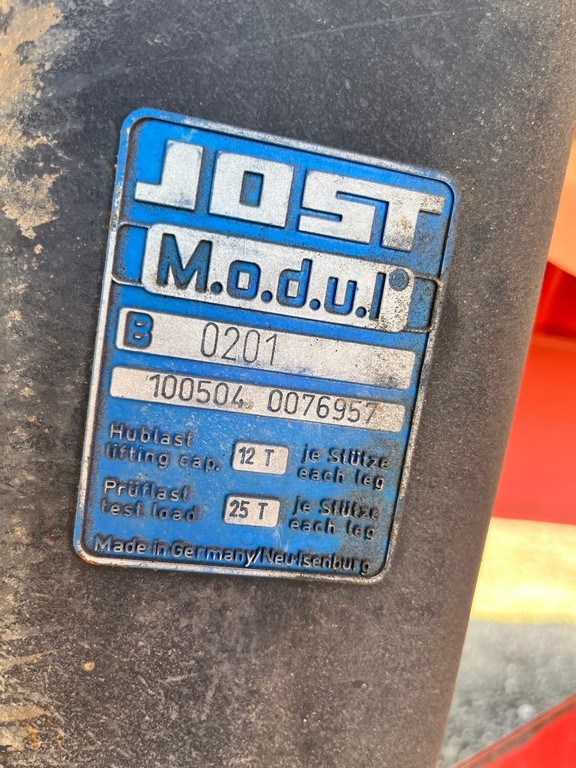 JOST
M.o.d.u.l®
B 0201
100504 0076957
Hublast
lifting cap. 12 T je Stütze
each leg
Prüflast
test load 25 T je Stütze
each leg
Made in Germany/Neu-Isenburg